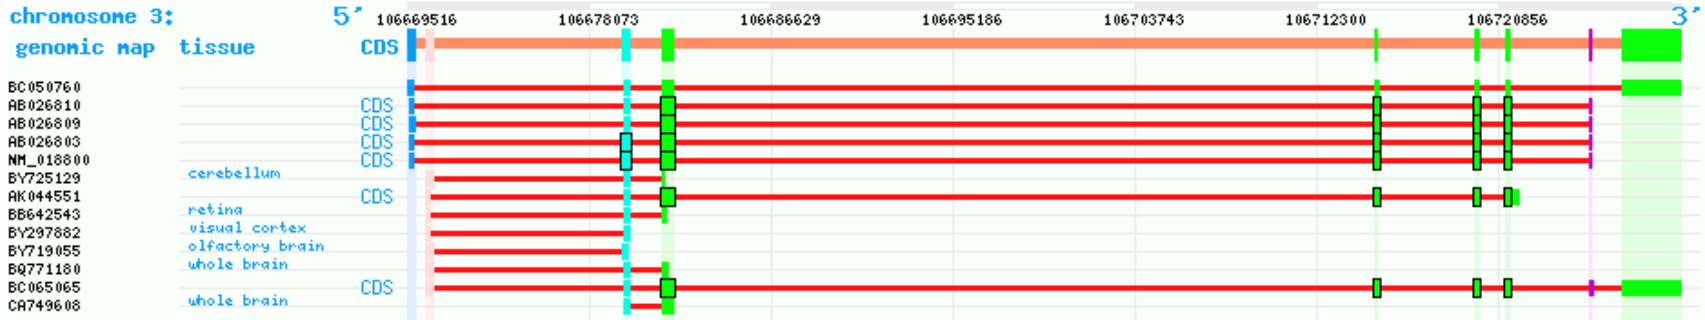 chromosome 3: 5' 106669516 106678073 106686629 106695186 106703743 106712300 106720856 3'
genomic map tissue CDS
BC050760
AB026810 CDS
AB026809 CDS
AB026803 CDS
NM_018800 CDS
BY725129 cerebellum
AK044551 CDS
BB642543 retina
BY297882 visual cortex
BY719055 olfactory brain
BQ771180 whole brain
BC065065 CDS
CA749608 whole brain